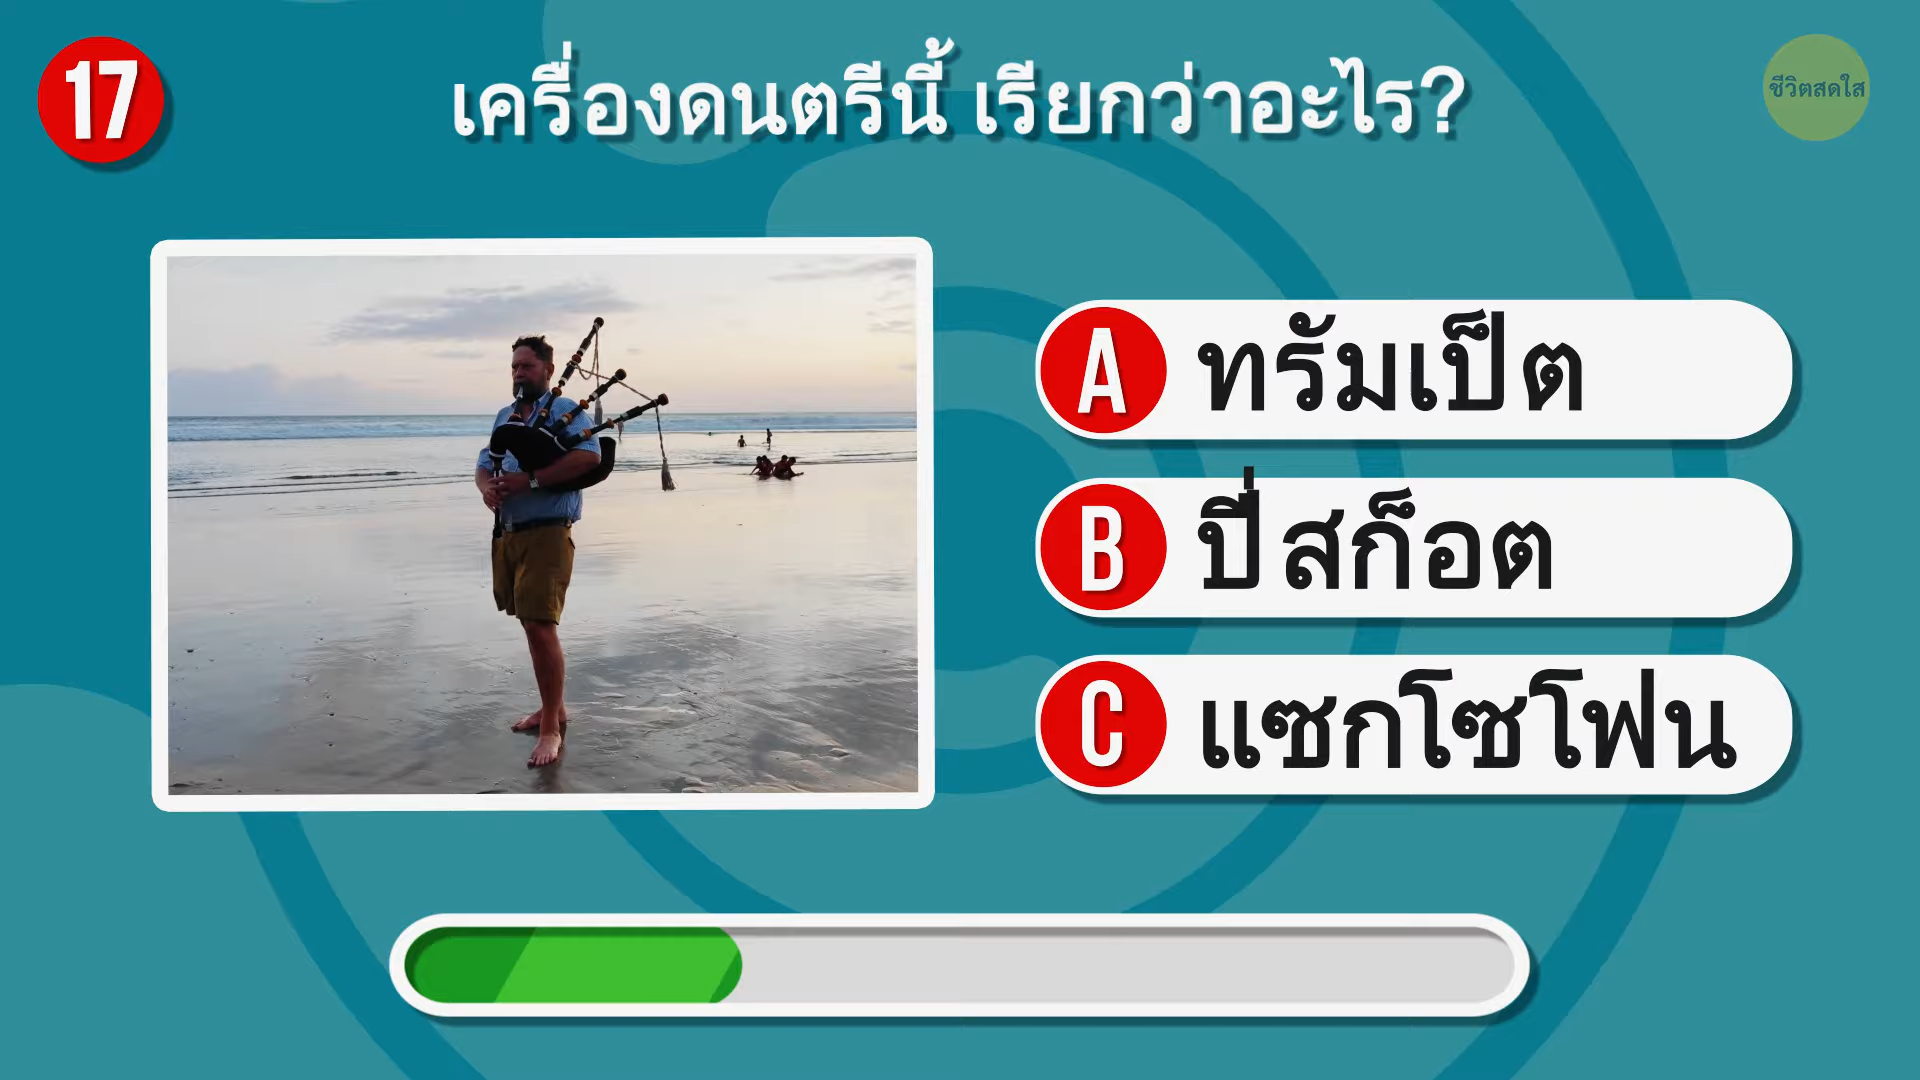 17
เครื่องดนตรีนี้ เรียกว่าอะไร?
ชีวิตสดใส
A ทรัมเป็ต
B ปี่สก็อต
C แซกโซโฟน